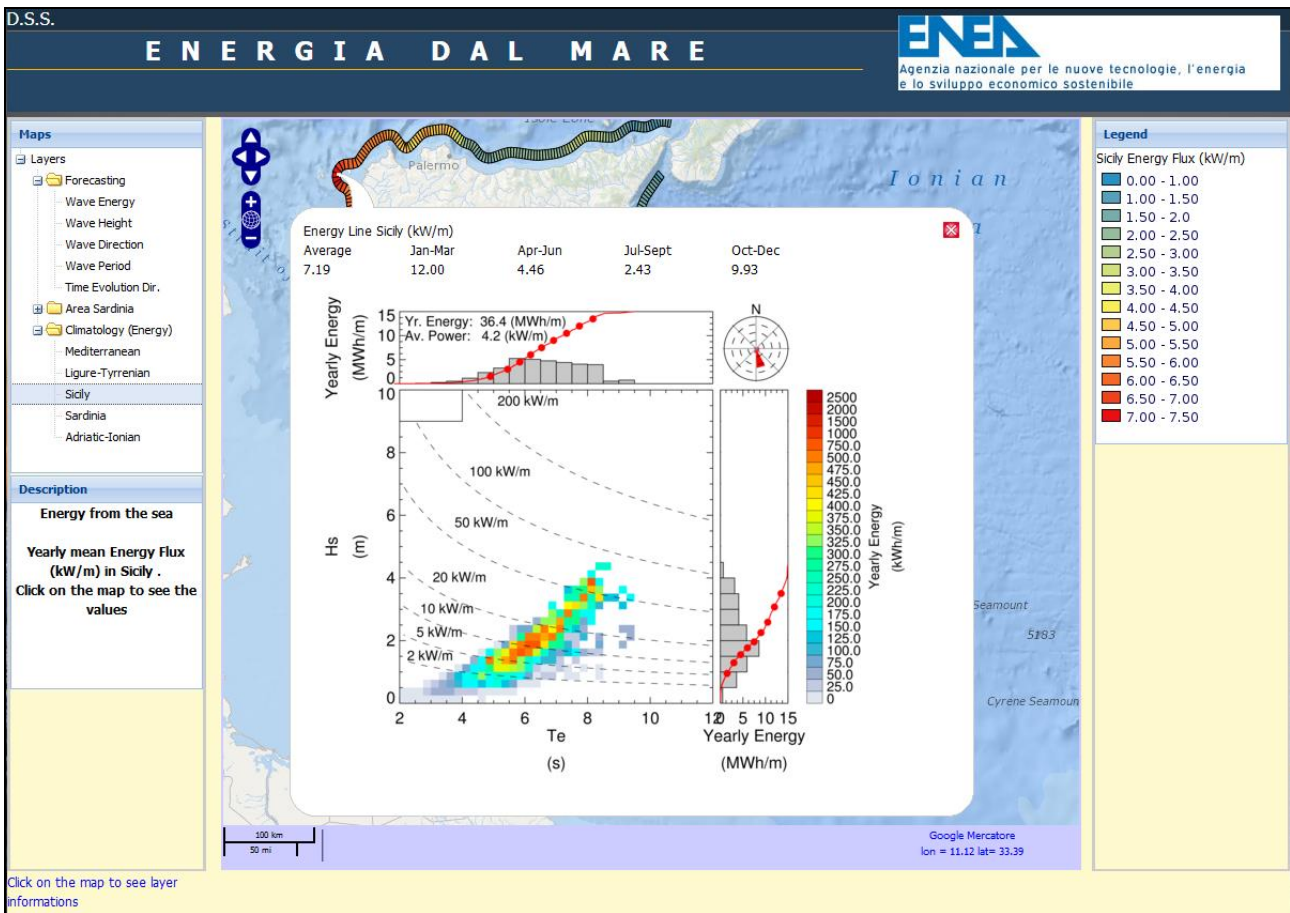 D.S.S.
ENERGIA DAL MARE
ENEA
Agenzia nazionale per le nuove tecnologie, l'energia
e lo sviluppo economico sostenibile
Maps
Layers
Forecasting
Wave Energy
Wave Height
Wave Direction
Wave Period
Time Evolution Dir.
Area Sardinia
Climatology (Energy)
Mediterranean
Ligure-Tyrrenian
Sicily
Sardinia
Adriatic-Ionian
Description
Energy from the sea
Yearly mean Energy Flux
(kW/m) in Sicily .
Click on the map to see the
values
Click on the map to see layer
informations
Palermo
Ionian
Energy Line Sicily (kW/m)
Average Jan-Mar Apr-Jun Jul-Sept Oct-Dec
7.19 12.00 4.46 2.43 9.93
Yearly Energy
(MWh/m)
15
10
5
0
Yr. Energy: 36.4 (MWh/m)
Av. Power: 4.2 (kW/m)
N
Hs
(m)
10
8
6
4
2
0
200 kW/m
100 kW/m
50 kW/m
20 kW/m
10 kW/m
5 kW/m
2 kW/m
2 4 6 8 10 12
Te
(s)
0 5 10 15
Yearly Energy
(MWh/m)
2500
2000
1500
1000
750.0
500.0
475.0
450.0
425.0
400.0
375.0
350.0
325.0
300.0
275.0
250.0
225.0
200.0
175.0
150.0
125.0
100.0
75.0
50.0
25.0
0
Yearly Energy
(kWh/m)
Seamount
5183
Cyrene Seamoun
100 km
50 mi
Google Mercatore
lon = 11.12 lat= 33.39
Legend
Sicily Energy Flux (kW/m)
0.00 - 1.00
1.00 - 1.50
1.50 - 2.0
2.00 - 2.50
2.50 - 3.00
3.00 - 3.50
3.50 - 4.00
4.00 - 4.50
4.50 - 5.00
5.00 - 5.50
5.50 - 6.00
6.00 - 6.50
6.50 - 7.00
7.00 - 7.50